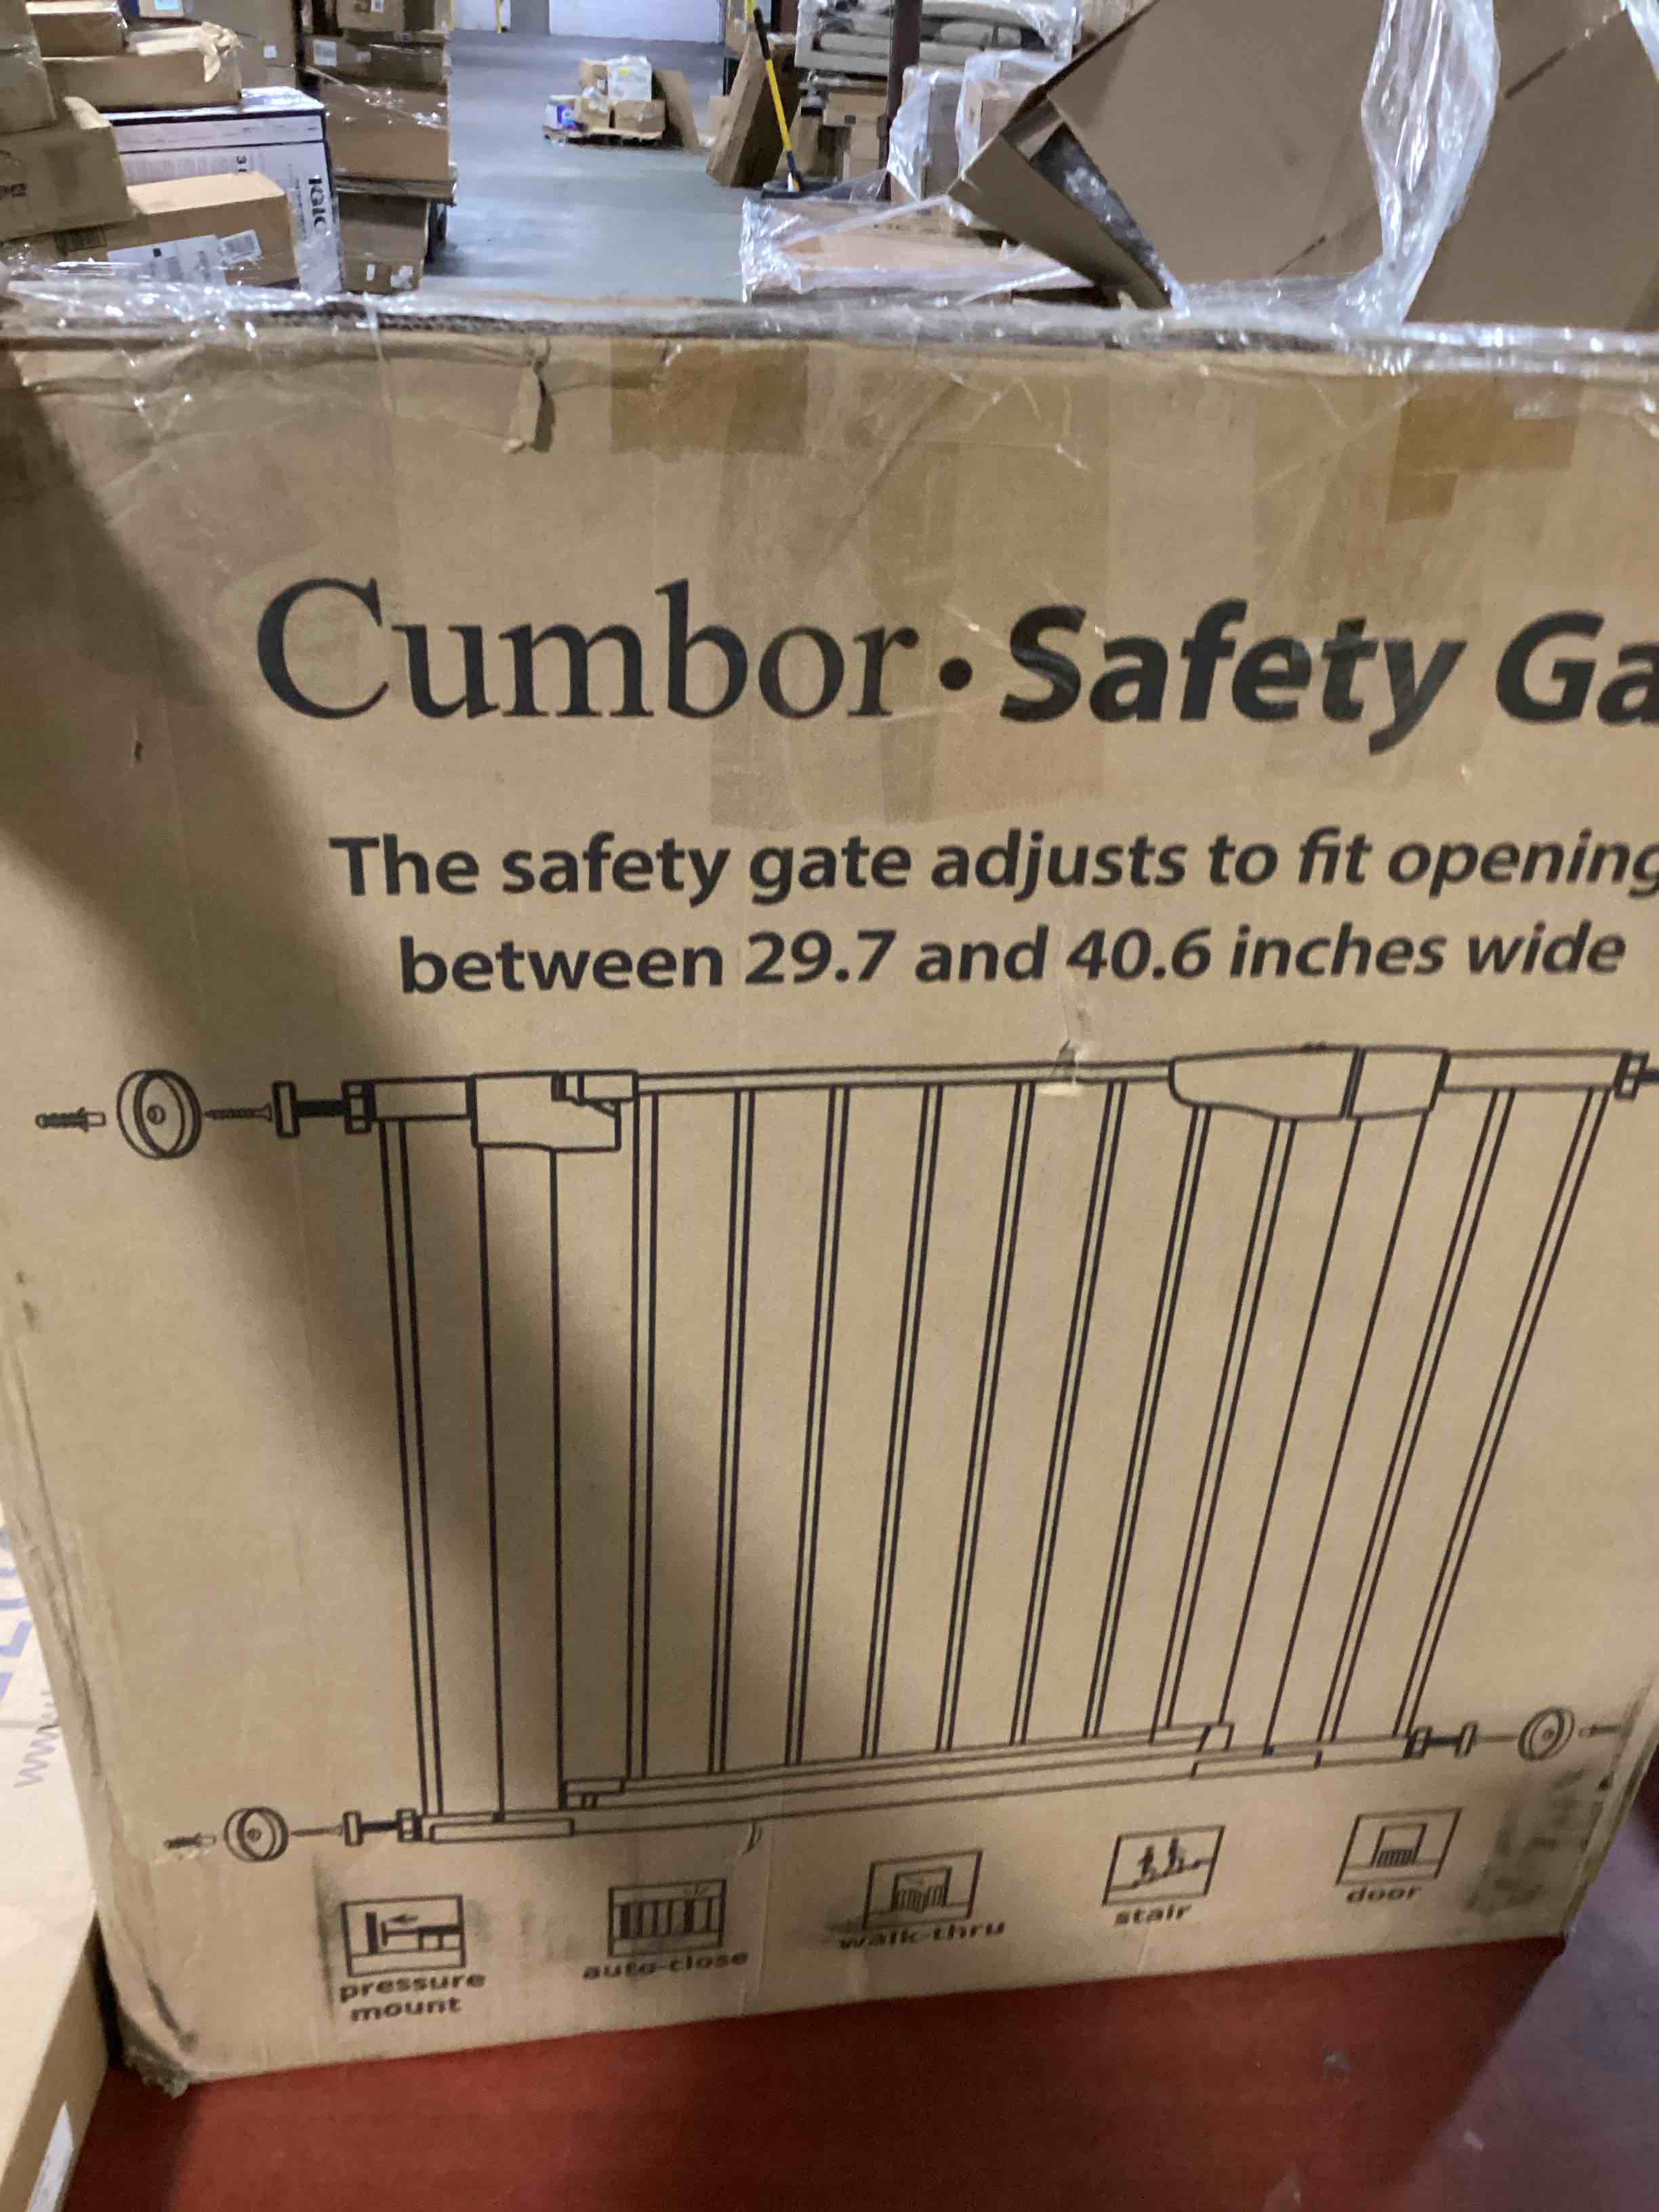 Cumbor · Safety Ga
The safety gate adjusts to fit opening
between 29.7 and 40.6 inches wide
pressure
mount
auto-close
walk-thru
stair
door
www.